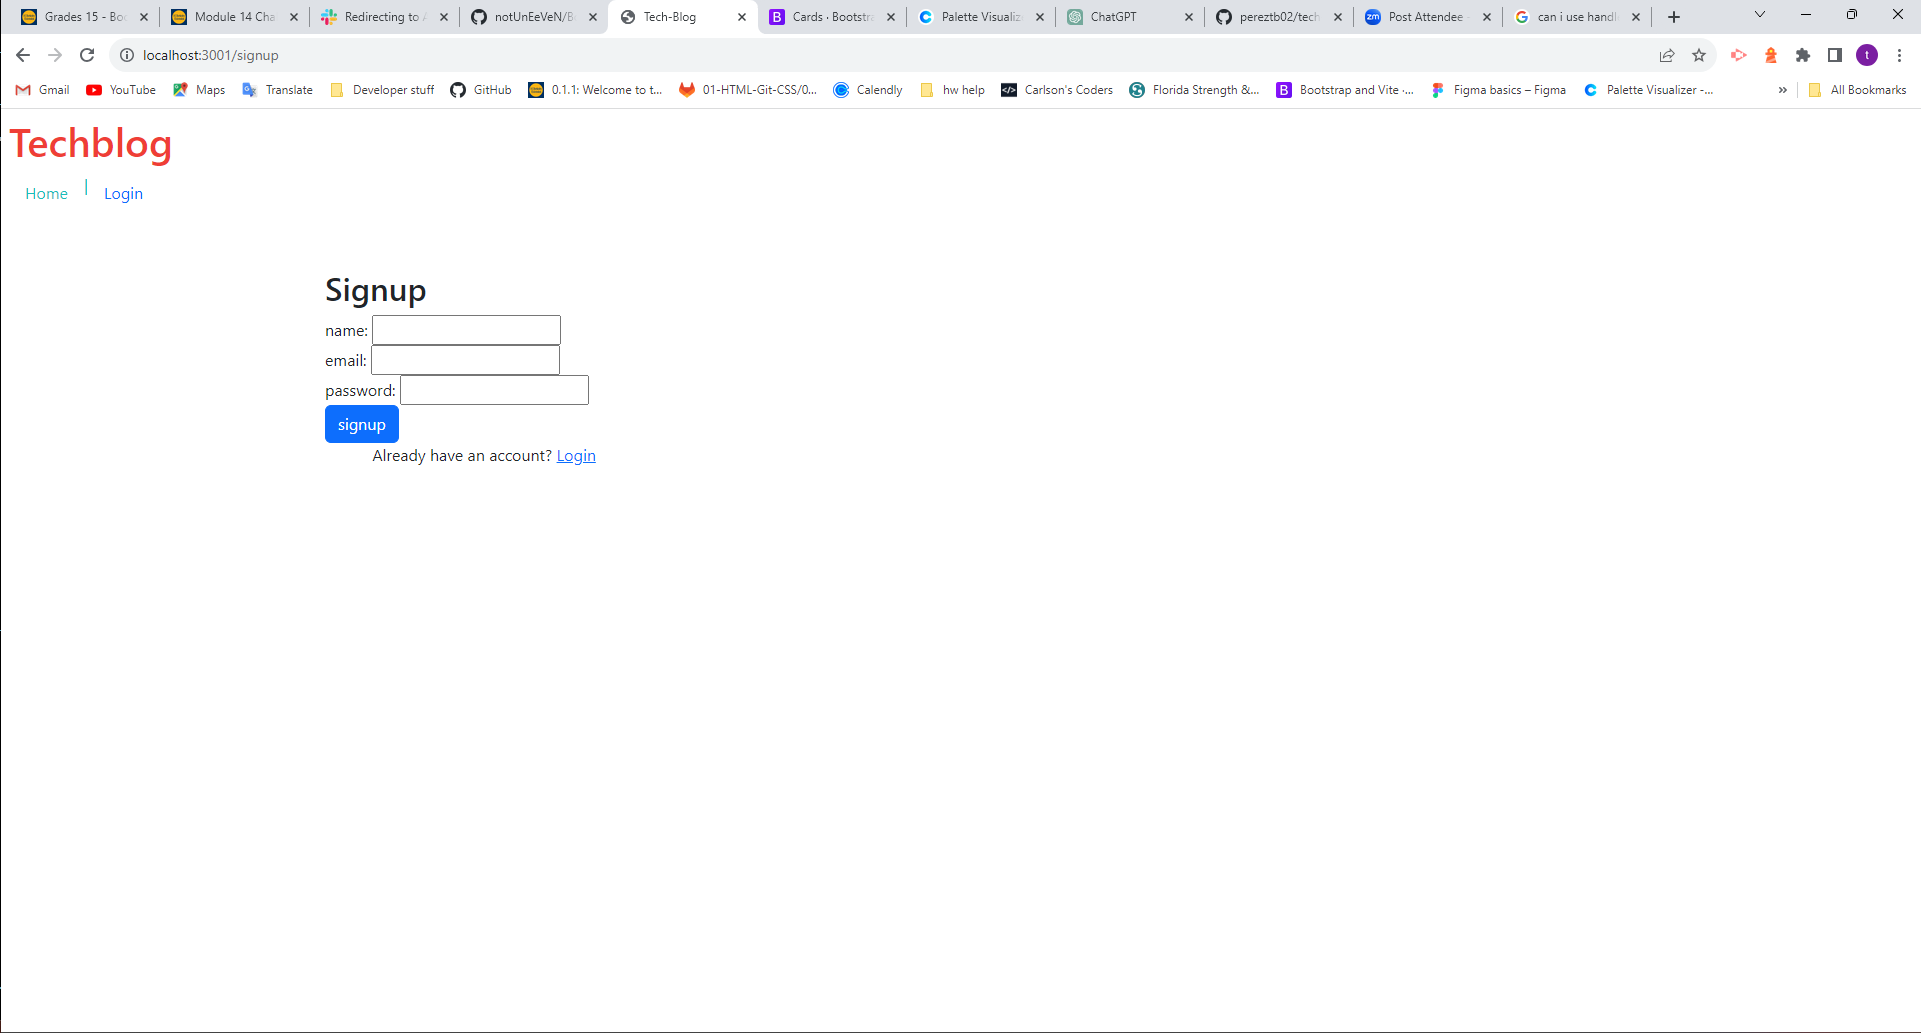 Grades 15 - Boo
Module 14 Cha
Redirecting to A
notUnEeVeN/B
Tech-Blog
Cards · Bootstra
Palette Visualiz
ChatGPT
pereztb02/tech
Post Attendee -
can i use handl
localhost:3001/signup
t
Gmail
YouTube
Maps
Translate
Developer stuff
GitHub
0.1.1: Welcome to t...
01-HTML-Git-CSS/0...
Calendly
hw help
Carlson's Coders
Florida Strength &...
Bootstrap and Vite ·...
Figma basics – Figma
Palette Visualizer -...
»
All Bookmarks
Techblog
Home | Login
Signup
name:
email:
password:
signup
Already have an account? Login